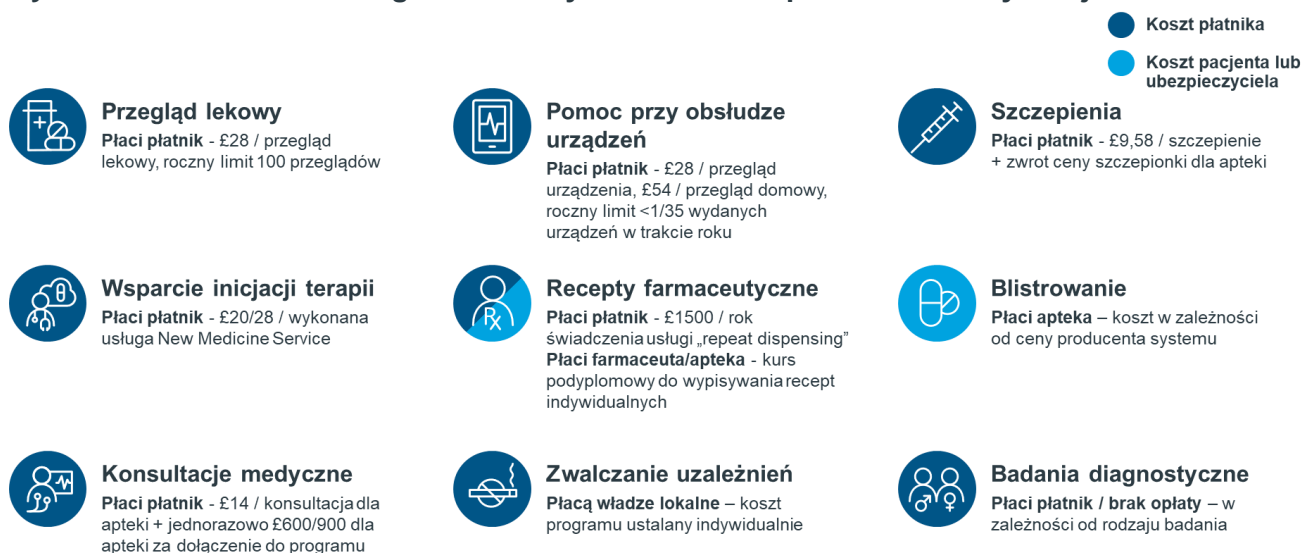 Koszt płatnika
Koszt pacjenta lub
ubezpieczyciela
Przegląd lekowy
Płaci płatnik - £28 / przegląd
lekowy, roczny limit 100 przeglądów
Pomoc przy obsłudze
urządzeń
Płaci płatnik - £28 / przegląd
urządzenia, £54 / przegląd domowy,
roczny limit <1/35 wydanych
urządzeń w trakcie roku
Szczepienia
Płaci płatnik - £9,58 / szczepienie
+ zwrot ceny szczepionki dla apteki
Wsparcie inicjacji terapii
Płaci płatnik - £20/28 / wykonana
usługa New Medicine Service
Rx
Recepty farmaceutyczne
Płaci płatnik - £1500 / rok
świadczenia usługi „repeat dispensing”
Płaci farmaceuta/apteka - kurs
podyplomowy do wypisywania recept
indywidualnych
Blistrowanie
Płaci apteka – koszt w zależności
od ceny producenta systemu
Konsultacje medyczne
Płaci płatnik - £14 / konsultacja dla
apteki + jednorazowo £600/900 dla
apteki za dołączenie do programu
Zwalczanie uzależnień
Płacą władze lokalne – koszt
programu ustalany indywidualnie
Badania diagnostyczne
Płaci płatnik / brak opłaty – w
zależności od rodzaju badania